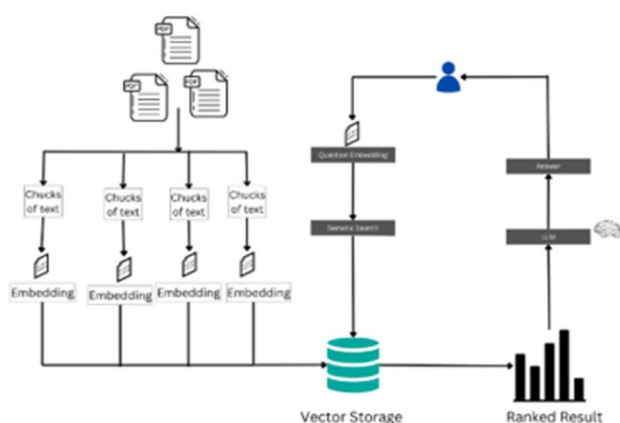 PDF
PDF
PDF
Chucks
of text
Chucks
of text
Chucks
of text
Chucks
of text
Embedding
Embedding
Embedding
Embedding
Question Embedding
Semantic Search
Answer
LLM
Vector Storage
Ranked Result